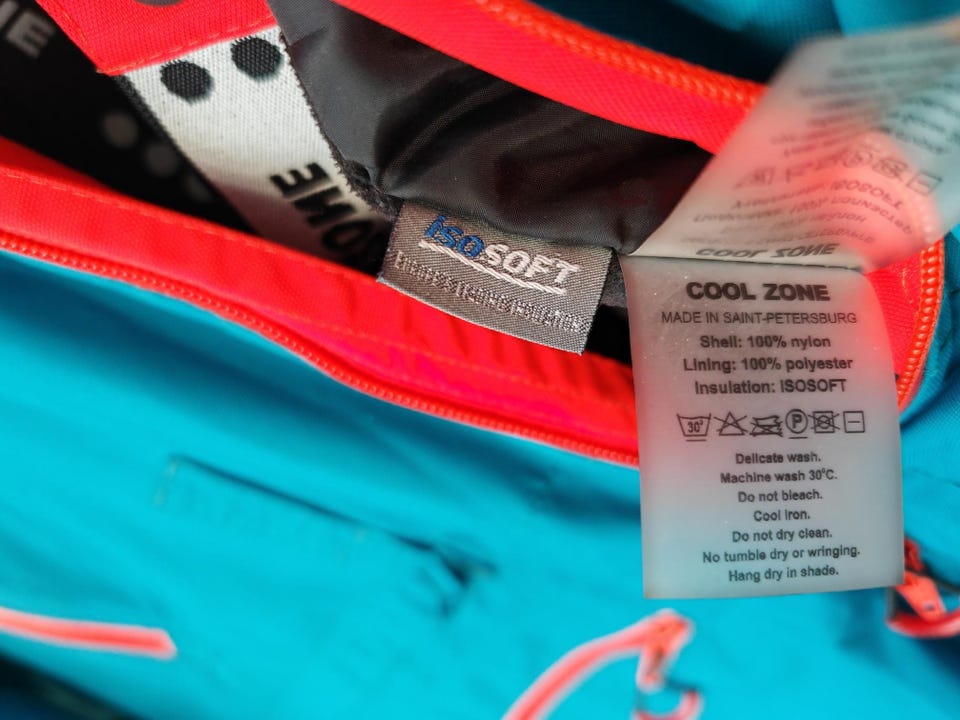 ISOSOFT
COOL ZONE
COOL ZONE
MADE IN SAINT-PETERSBURG
Shell: 100% nylon
Lining: 100% polyester
Insulation: ISOSOFT
30°
P
Delicate wash.
Machine wash 30°C.
Do not bleach.
Cool iron.
Do not dry clean.
No tumble dry or wringing.
Hang dry in shade.